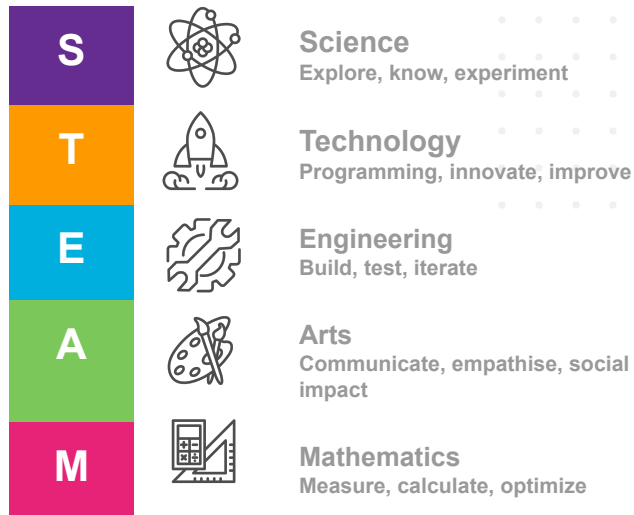 S
Science
Explore, know, experiment
T
Technology
Programming, innovate, improve
E
Engineering
Build, test, iterate
A
Arts
Communicate, empathise, social
impact
M
Mathematics
Measure, calculate, optimize